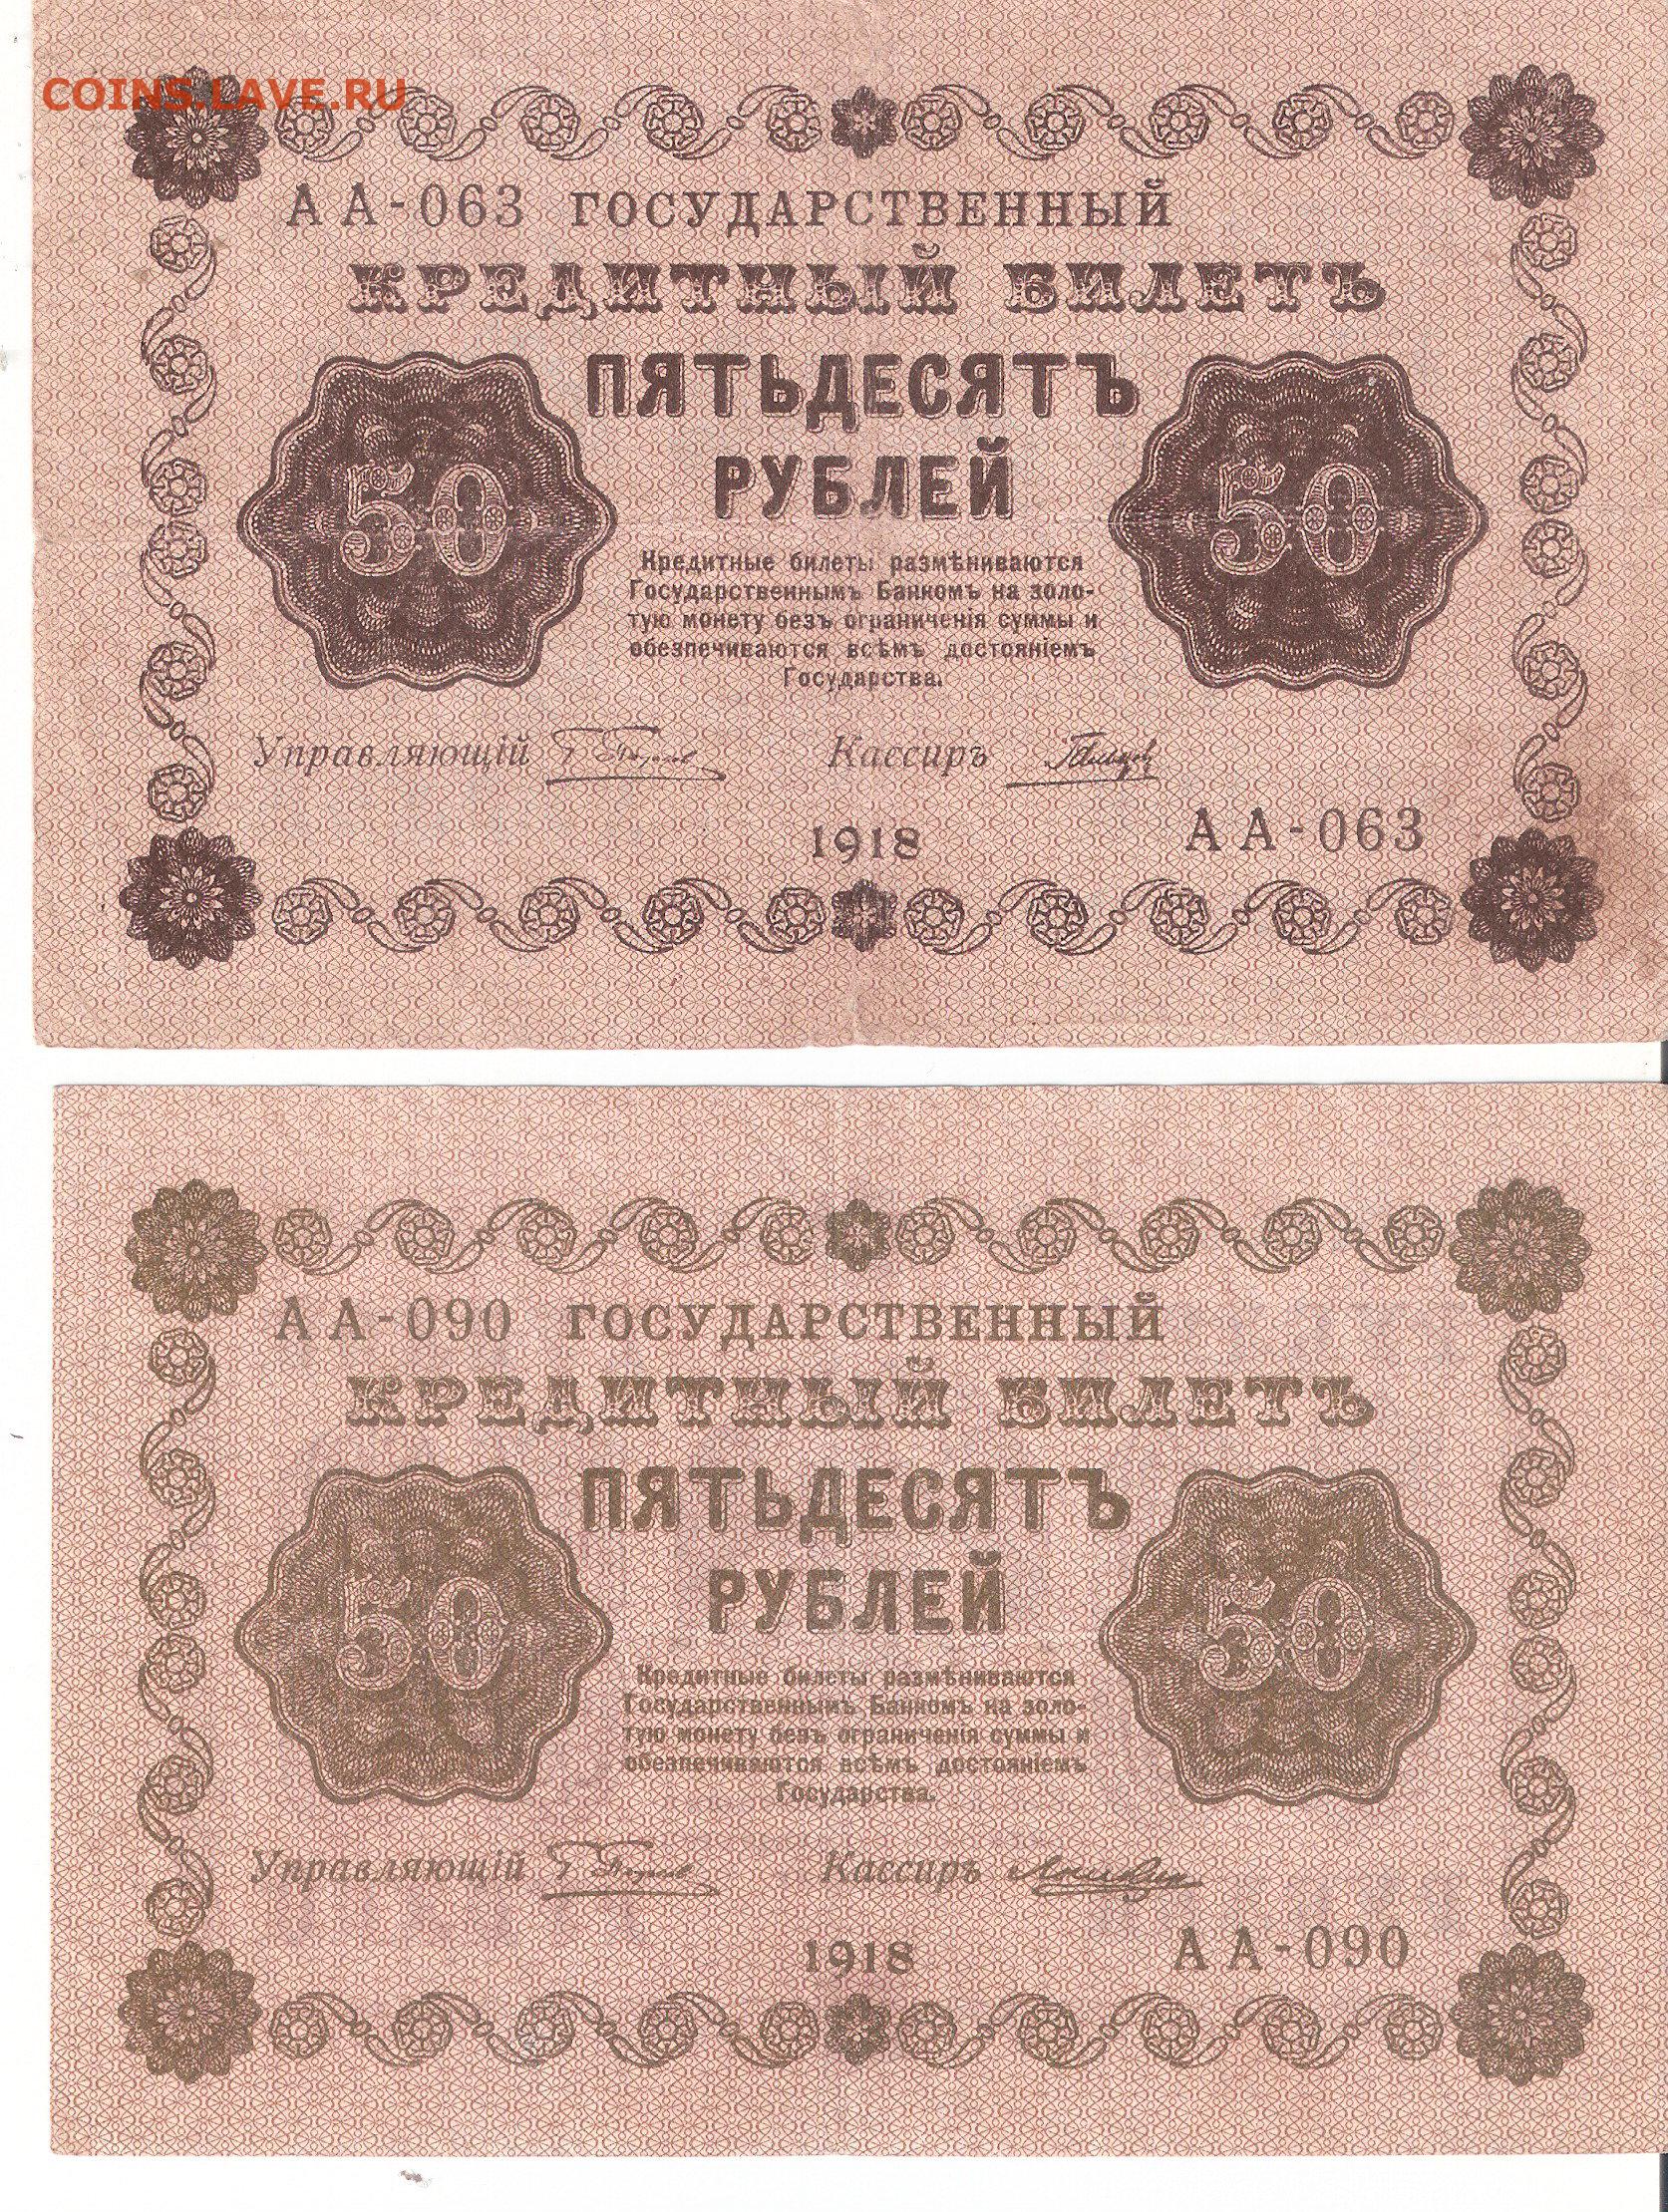 COINS.LAVE.RU
АА-063 ГОСУДАРСТВЕННЫЙ
КРЕДИТНЫЙ БИЛЕТЪ
ПЯТЬДЕСЯТЪ
РУБЛЕЙ
50 50
Кредитные билеты размѣниваются
Государственнымъ Банкомъ на золо-
тую монету безъ ограниченія суммы и
обезпечиваются всѣмъ достояніемъ
Государства.
Управляющій Кассиръ
1918 АА-063
АА-090 ГОСУДАРСТВЕННЫЙ
КРЕДИТНЫЙ БИЛЕТЪ
ПЯТЬДЕСЯТЪ
РУБЛЕЙ
50 50
Кредитные билеты размѣниваются
Государственнымъ Банкомъ на золо-
тую монету безъ ограниченія суммы и
обезпечиваются всѣмъ достояніемъ
Государства.
Управляющій Кассиръ
1918 АА-090